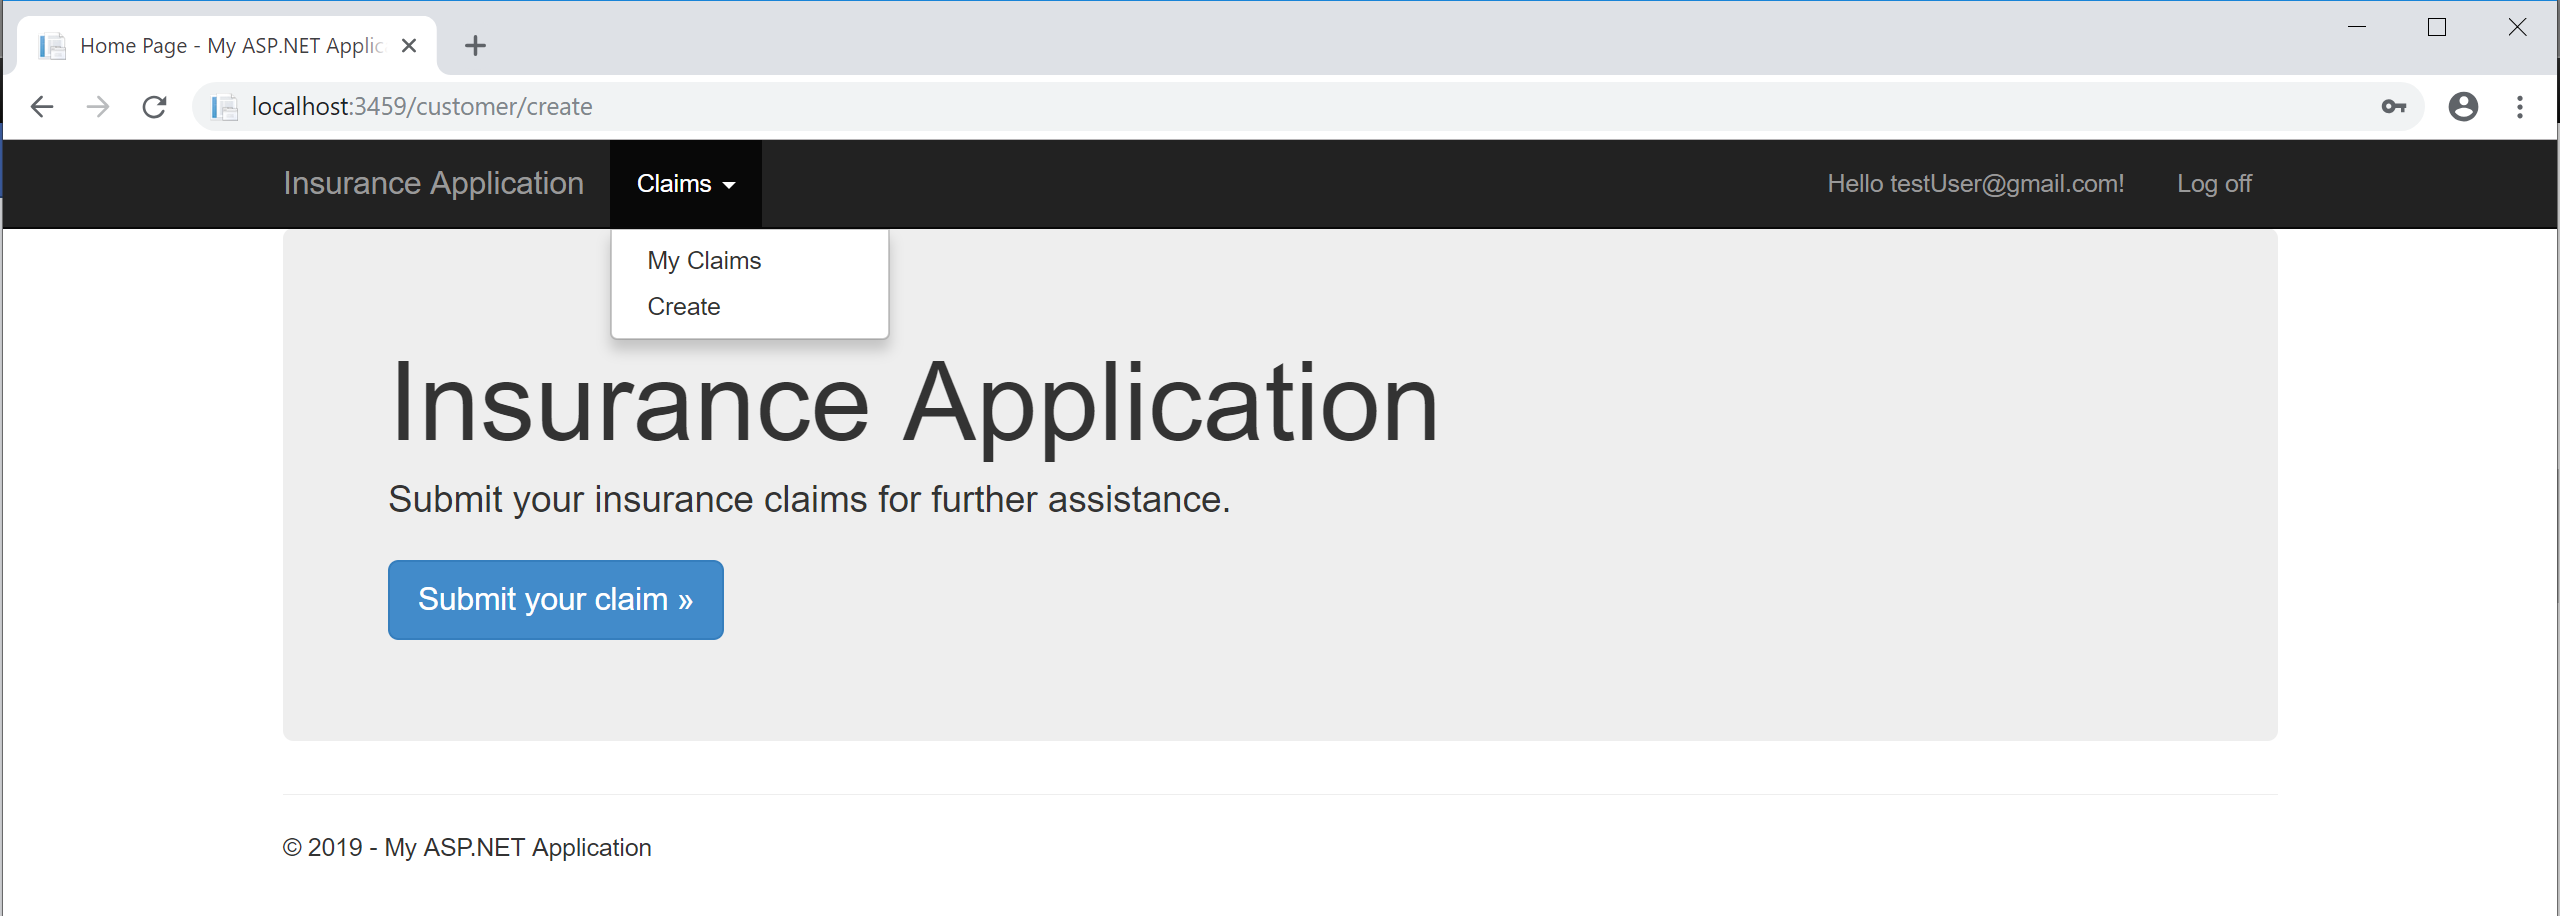 Home Page - My ASP.NET Applic
localhost:3459/customer/create
Insurance Application
Claims
Hello testUser@gmail.com!
Log off
My Claims
Create
Insurance Application
Submit your insurance claims for further assistance.
Submit your claim »
© 2019 - My ASP.NET Application